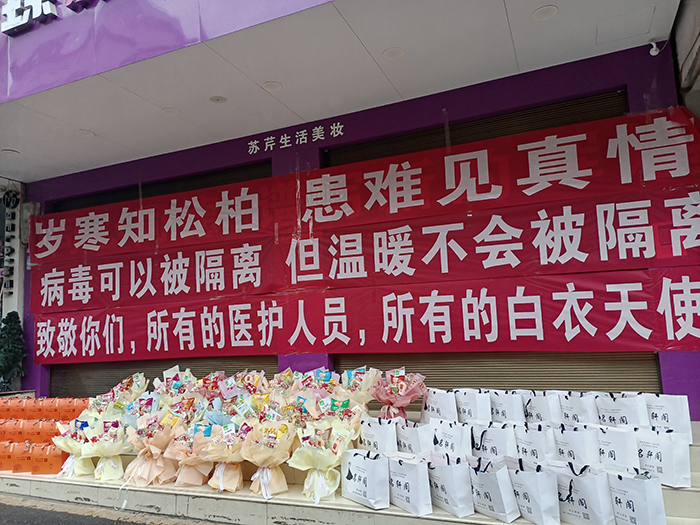 苏芹生活美妆
岁寒知松柏 患难见真情
病毒可以被隔离 但温暖不会被隔离
致敬你们，所有的医护人员，所有的白衣天使